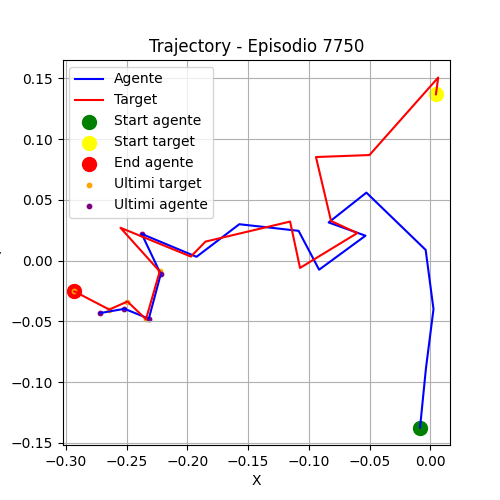 Trajectory - Episodio 7750
Agente
Target
Start agente
Start target
End agente
Ultimi target
Ultimi agente
0.15
0.10
0.05
0.00
−0.05
−0.10
−0.15
−0.30 −0.25 −0.20 −0.15 −0.10 −0.05 0.00
X